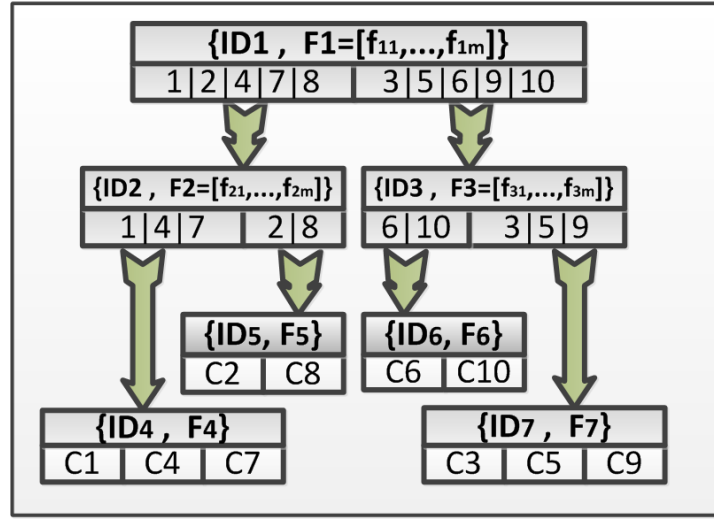 {ID1 , F1=[f11,...,f1m]}
1|2|4|7|8 3|5|6|9|10
{ID2 , F2=[f21,...,f2m]} {ID3 , F3=[f31,...,f3m]}
1|4|7 2|8 6|10 3|5|9
{ID5, F5} {ID6, F6}
C2 C8 C6 C10
{ID4 , F4} {ID7 , F7}
C1 C4 C7 C3 C5 C9